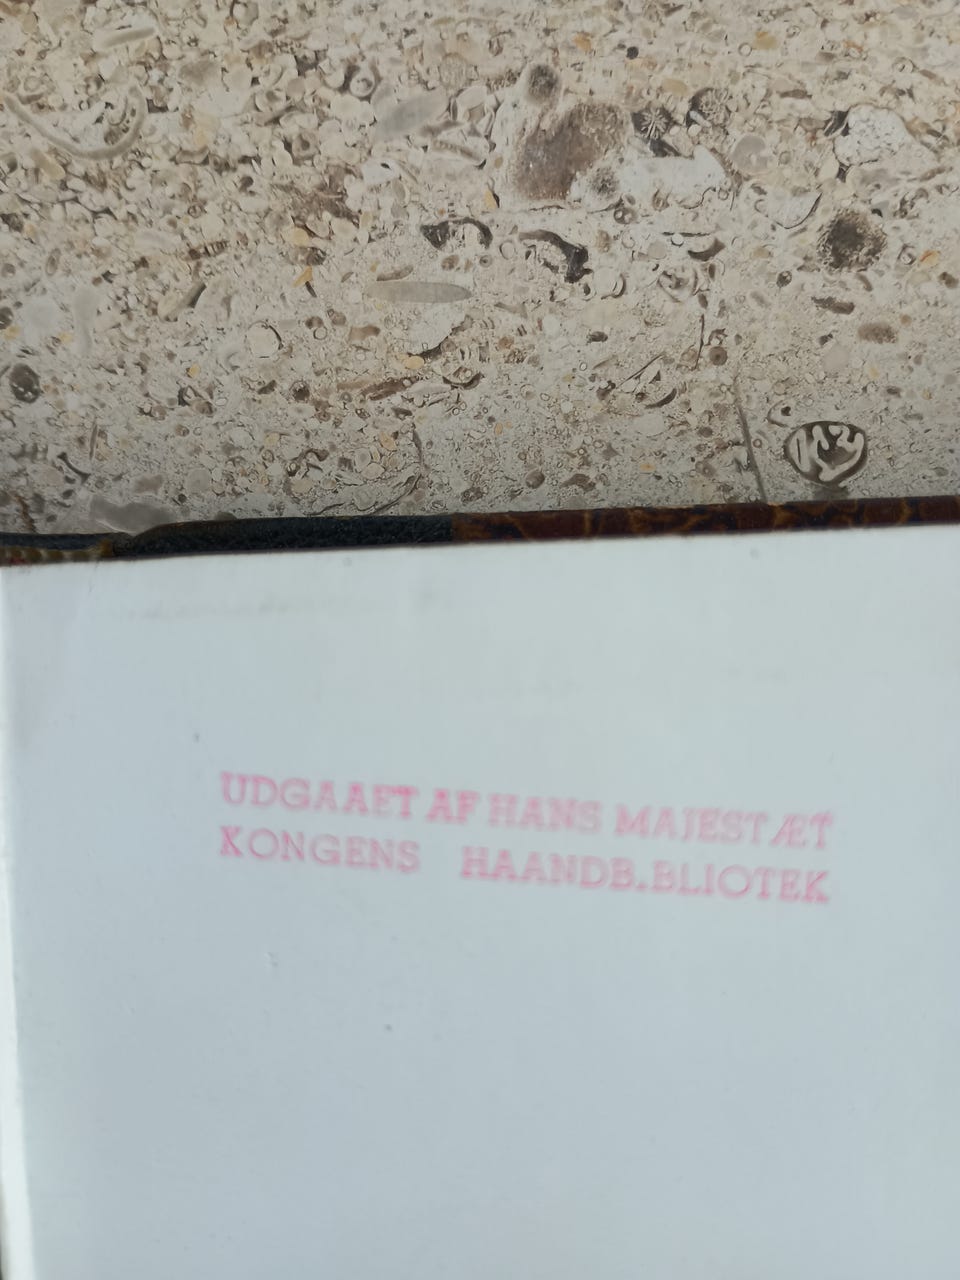 UDGAAET AF HANS MAJESTÆT
KONGENS HAANDB.BLIOTEK